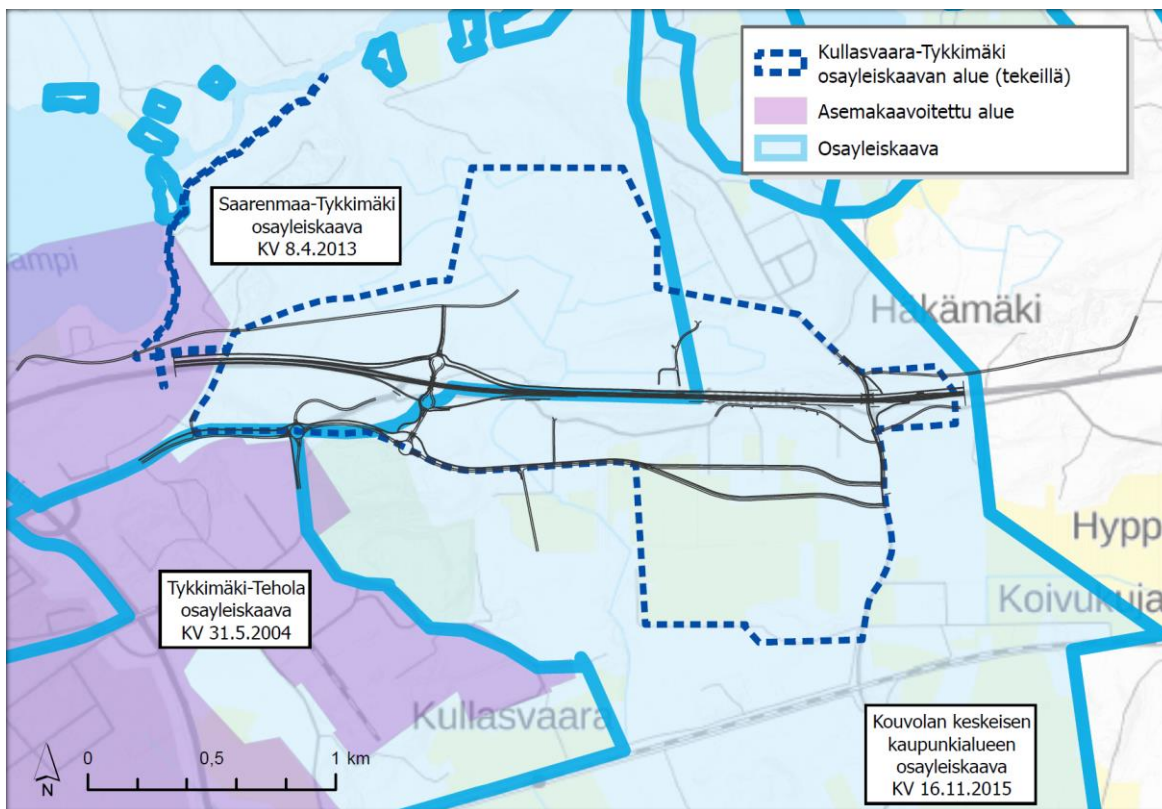 Kullasvaara-Tykkimäki
osayleiskaavan alue (tekeillä)
Asemakaavoitettu alue
Osayleiskaava
Saarenmaa-Tykkimäki
osayleiskaava
KV 8.4.2013
ampi
Häkämäki
Hypp
Koivukuja
Tykkimäki-Tehola
osayleiskaava
KV 31.5.2004
Kullasvaara
Kouvolan keskeisen
kaupunkialueen
osayleiskaava
KV 16.11.2015
0 0,5 1 km
N